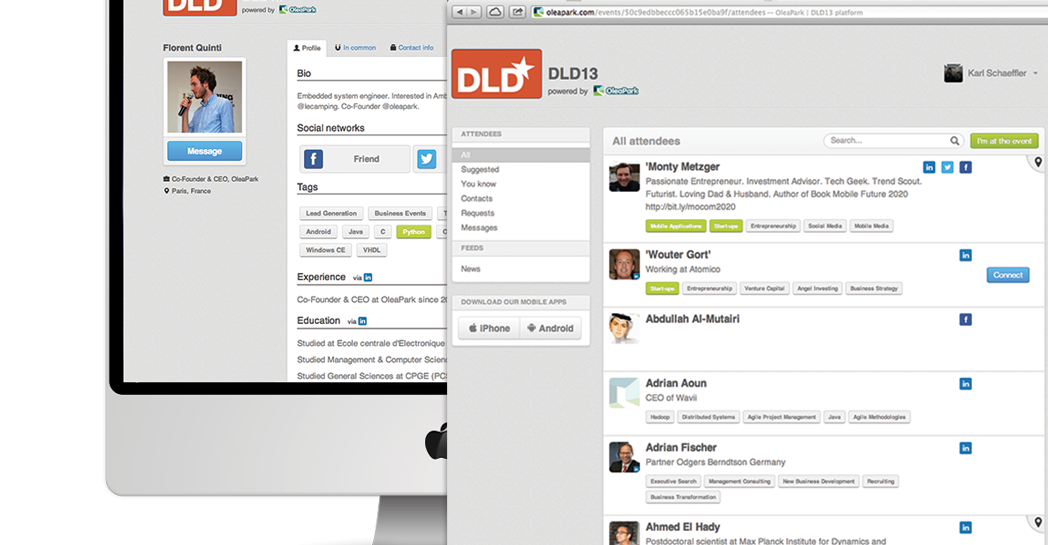 DLD
powered by OleaPark
Florent Quinti
Message
Co-Founder & CEO, OleaPark
Paris, France
Profile
In common
Contact info
Bio
Embedded system engineer. Interested in Amb
@lecamping. Co-Founder @oleapark.
Social networks
Friend
Tags
Lead Generation
Business Events
T
Android
Java
C
Python
C
Windows CE
VHDL
Experience via in
Co-Founder & CEO at OleaPark since 20
Education via in
Studied at Ecole centrale d'Electronique
Studied Management & Computer Scienc
Studied General Sciences at CPGE (PCS
oleapark.com/events/50c9edbbeccc065b15e0ba9f/attendees — OleaPark | DLD13 platform
DLD
DLD13
powered by OleaPark
Karl Schaeffler
ATTENDEES
All
Suggested
You know
Contacts
Requests
Messages
FEEDS
News
DOWNLOAD OUR MOBILE APPS
iPhone
Android
All attendees
Search...
I'm at the event
'Monty Metzger
Passionate Entrepreneur. Investment Advisor. Tech Geek. Trend Scout.
Futurist. Loving Dad & Husband. Author of Book Mobile Future 2020
http://bit.ly/mocom2020
Mobile Applications
Start-ups
Entrepreneurship
Social Media
Mobile Media
'Wouter Gort'
Working at Atomico
Start-ups
Entrepreneurship
Venture Capital
Angel Investing
Business Strategy
Connect
Abdullah Al-Mutairi
Adrian Aoun
CEO of Wavii
Hadoop
Distributed Systems
Agile Project Management
Java
Agile Methodologies
Adrian Fischer
Partner Odgers Berndtson Germany
Executive Search
Management Consulting
New Business Development
Recruiting
Business Transformation
Ahmed El Hady
Postdoctoral scientist at Max Planck Institute for Dynamics and